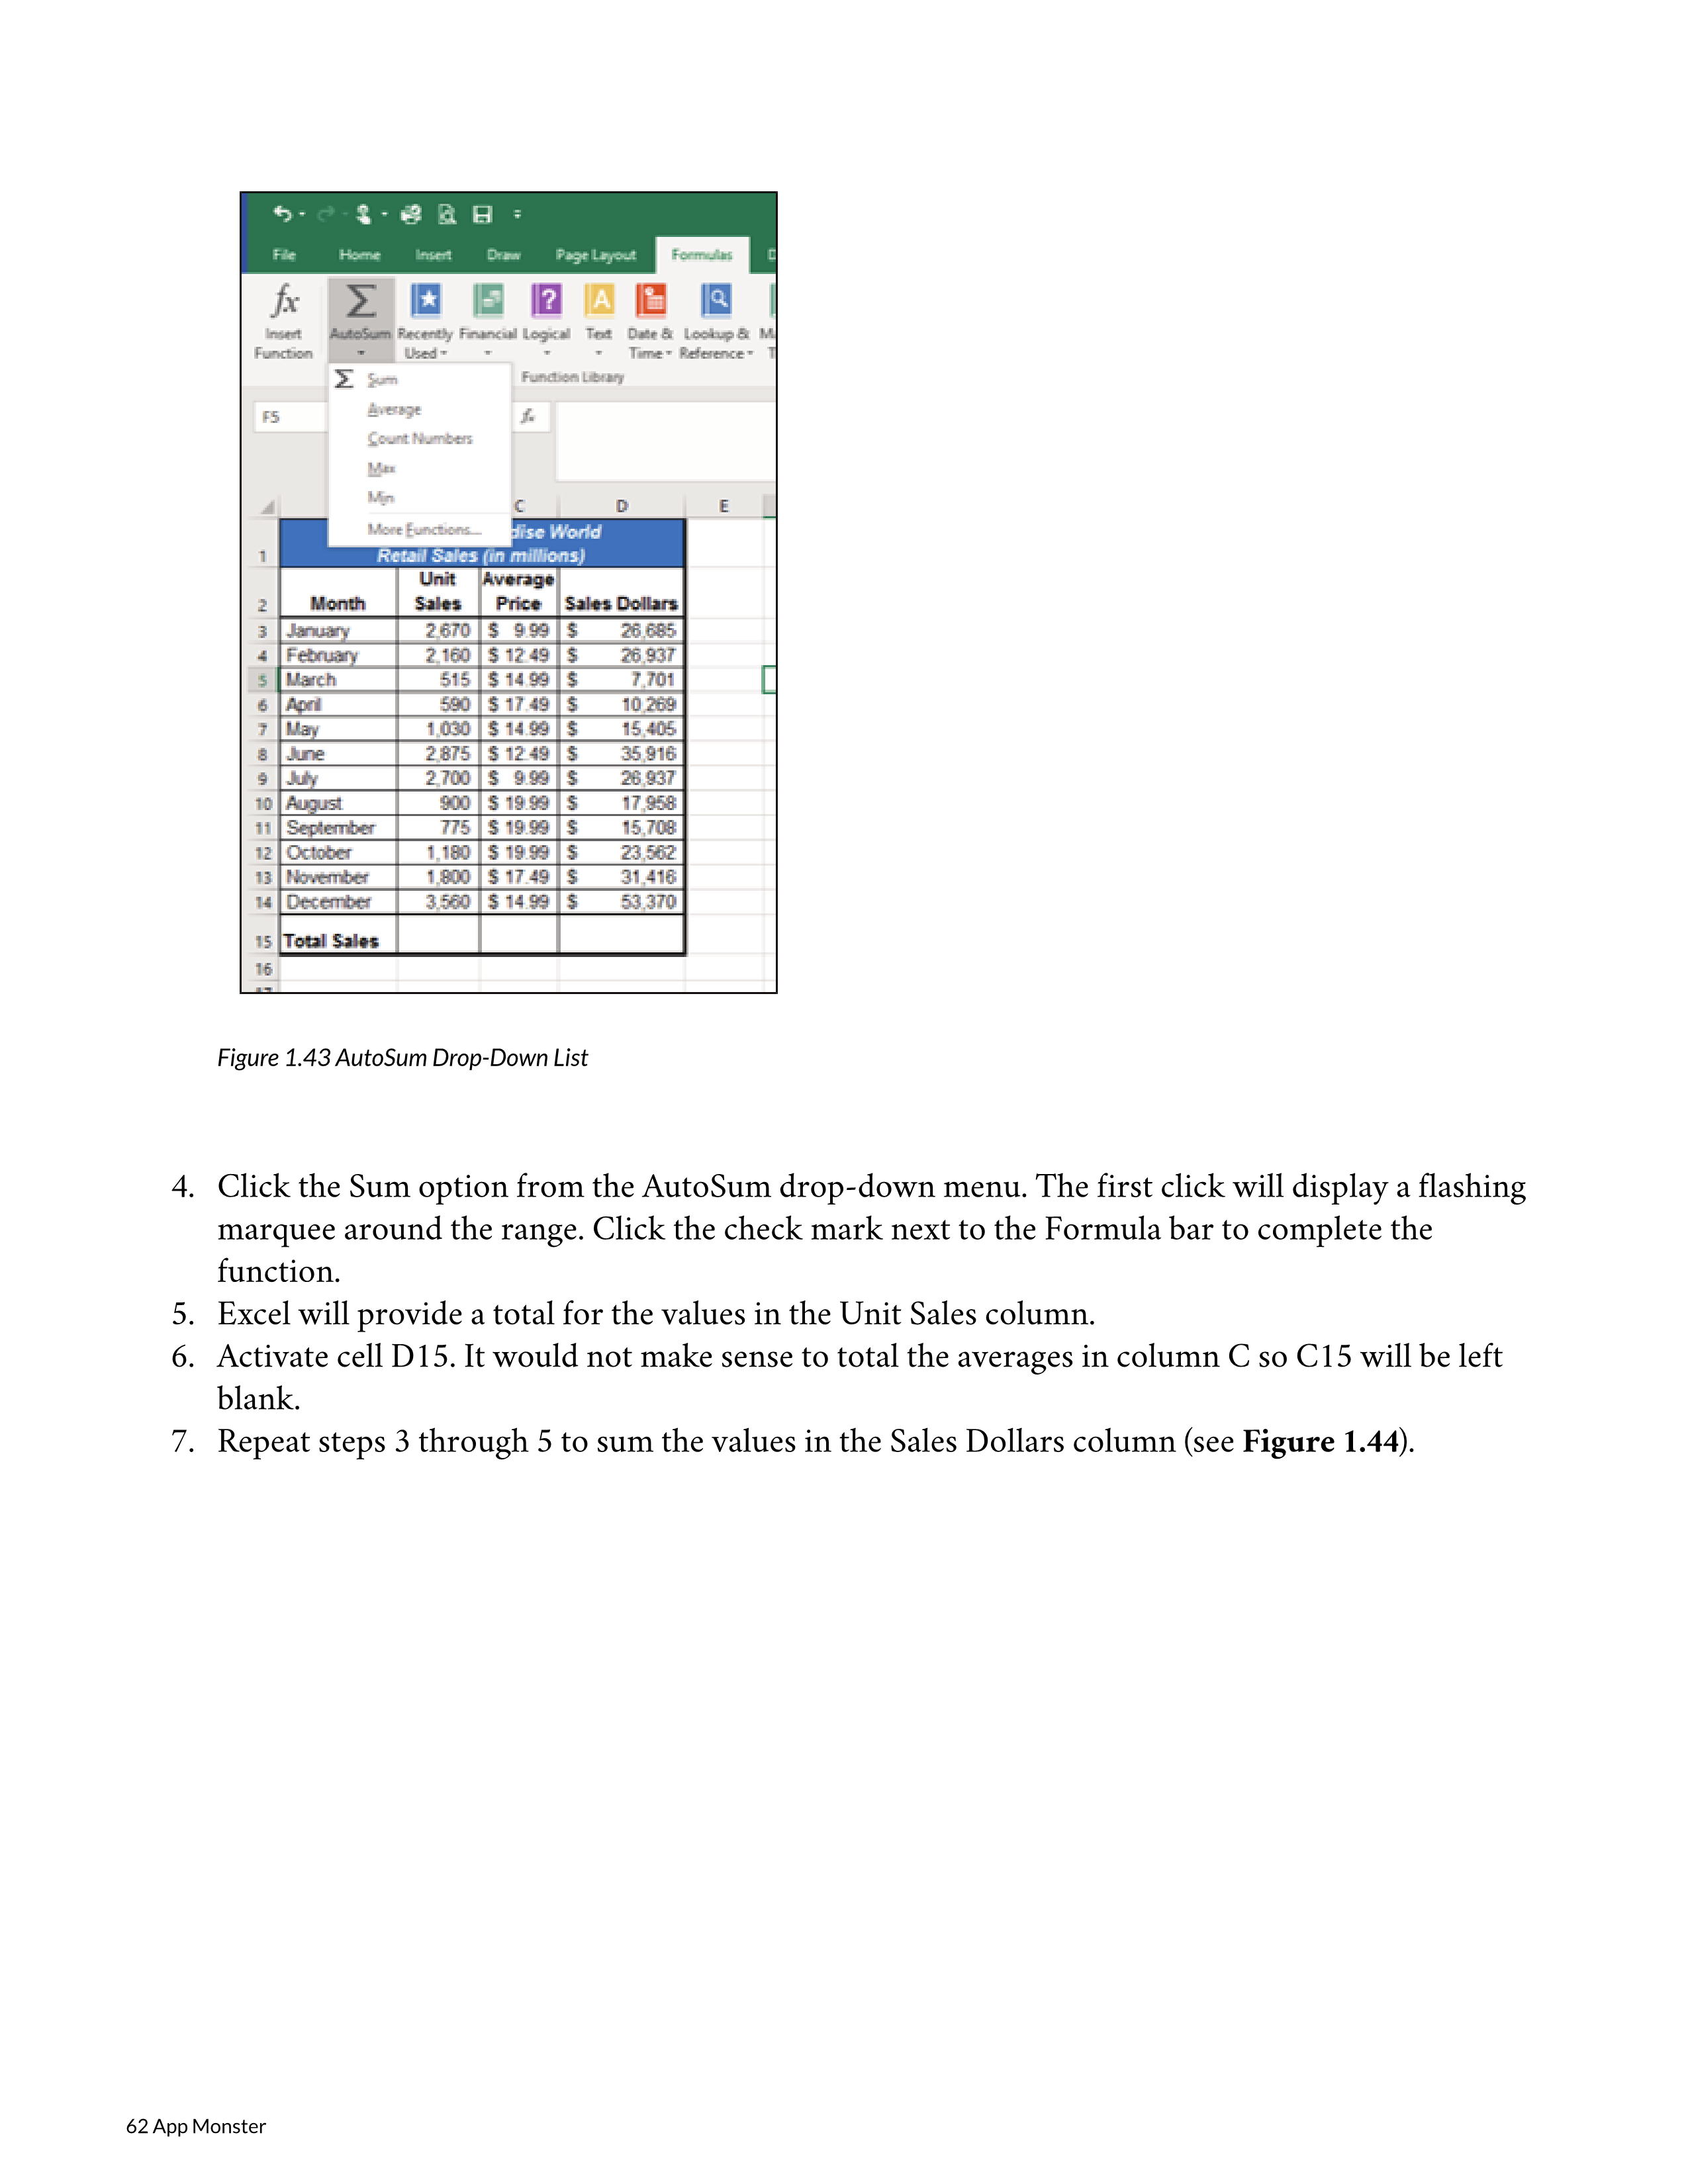 File Home Insert Draw Page Layout Formulas
fx Σ
Insert AutoSum Recently Financial Logical Text Date & Lookup &
Function Used Time Reference
Σ Sum Function Library
F5 Average fx
Count Numbers
Max
Min
C D E
More Functions... dise World
1 Retail Sales (in millions)
Unit Average
2 Month Sales Price Sales Dollars
3 January 2,670 $ 9.99 $ 26,685
4 February 2,160 $ 12.49 $ 26,937
5 March 515 $ 14.99 $ 7,701
6 April 590 $ 17.49 $ 10,269
7 May 1,030 $ 14.99 $ 15,405
8 June 2,875 $ 12.49 $ 35,916
9 July 2,700 $ 9.99 $ 26,937
10 August 900 $ 19.99 $ 17,958
11 September 775 $ 19.99 $ 15,708
12 October 1,180 $ 19.99 $ 23,562
13 November 1,800 $ 17.49 $ 31,416
14 December 3,560 $ 14.99 $ 53,370
15 Total Sales
16
Figure 1.43 AutoSum Drop-Down List
4. Click the Sum option from the AutoSum drop-down menu. The first click will display a flashing
marquee around the range. Click the check mark next to the Formula bar to complete the
function.
5. Excel will provide a total for the values in the Unit Sales column.
6. Activate cell D15. It would not make sense to total the averages in column C so C15 will be left
blank.
7. Repeat steps 3 through 5 to sum the values in the Sales Dollars column (see Figure 1.44).
62 App Monster